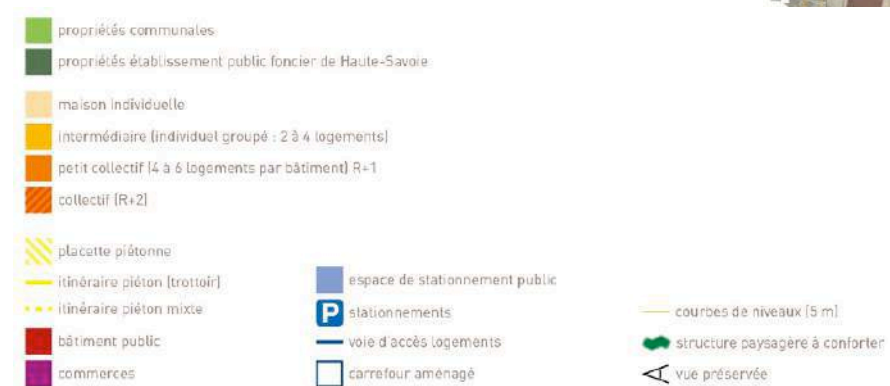 propriétés communales
propriétés établissement public foncier de Haute-Savoie
maison individuelle
intermédiaire (individuel groupé : 2 à 4 logements)
petit collectif (4 à 6 logements par bâtiment) R+1
collectif (R+2)
placette piétonne
itinéraire piéton (trottoir)
itinéraire piéton mixte
bâtiment public
commerces
espace de stationnement public
P stationnements
voie d'accès logements
carrefour aménagé
courbes de niveaux (5 m)
structure paysagère à conforter
vue préservée